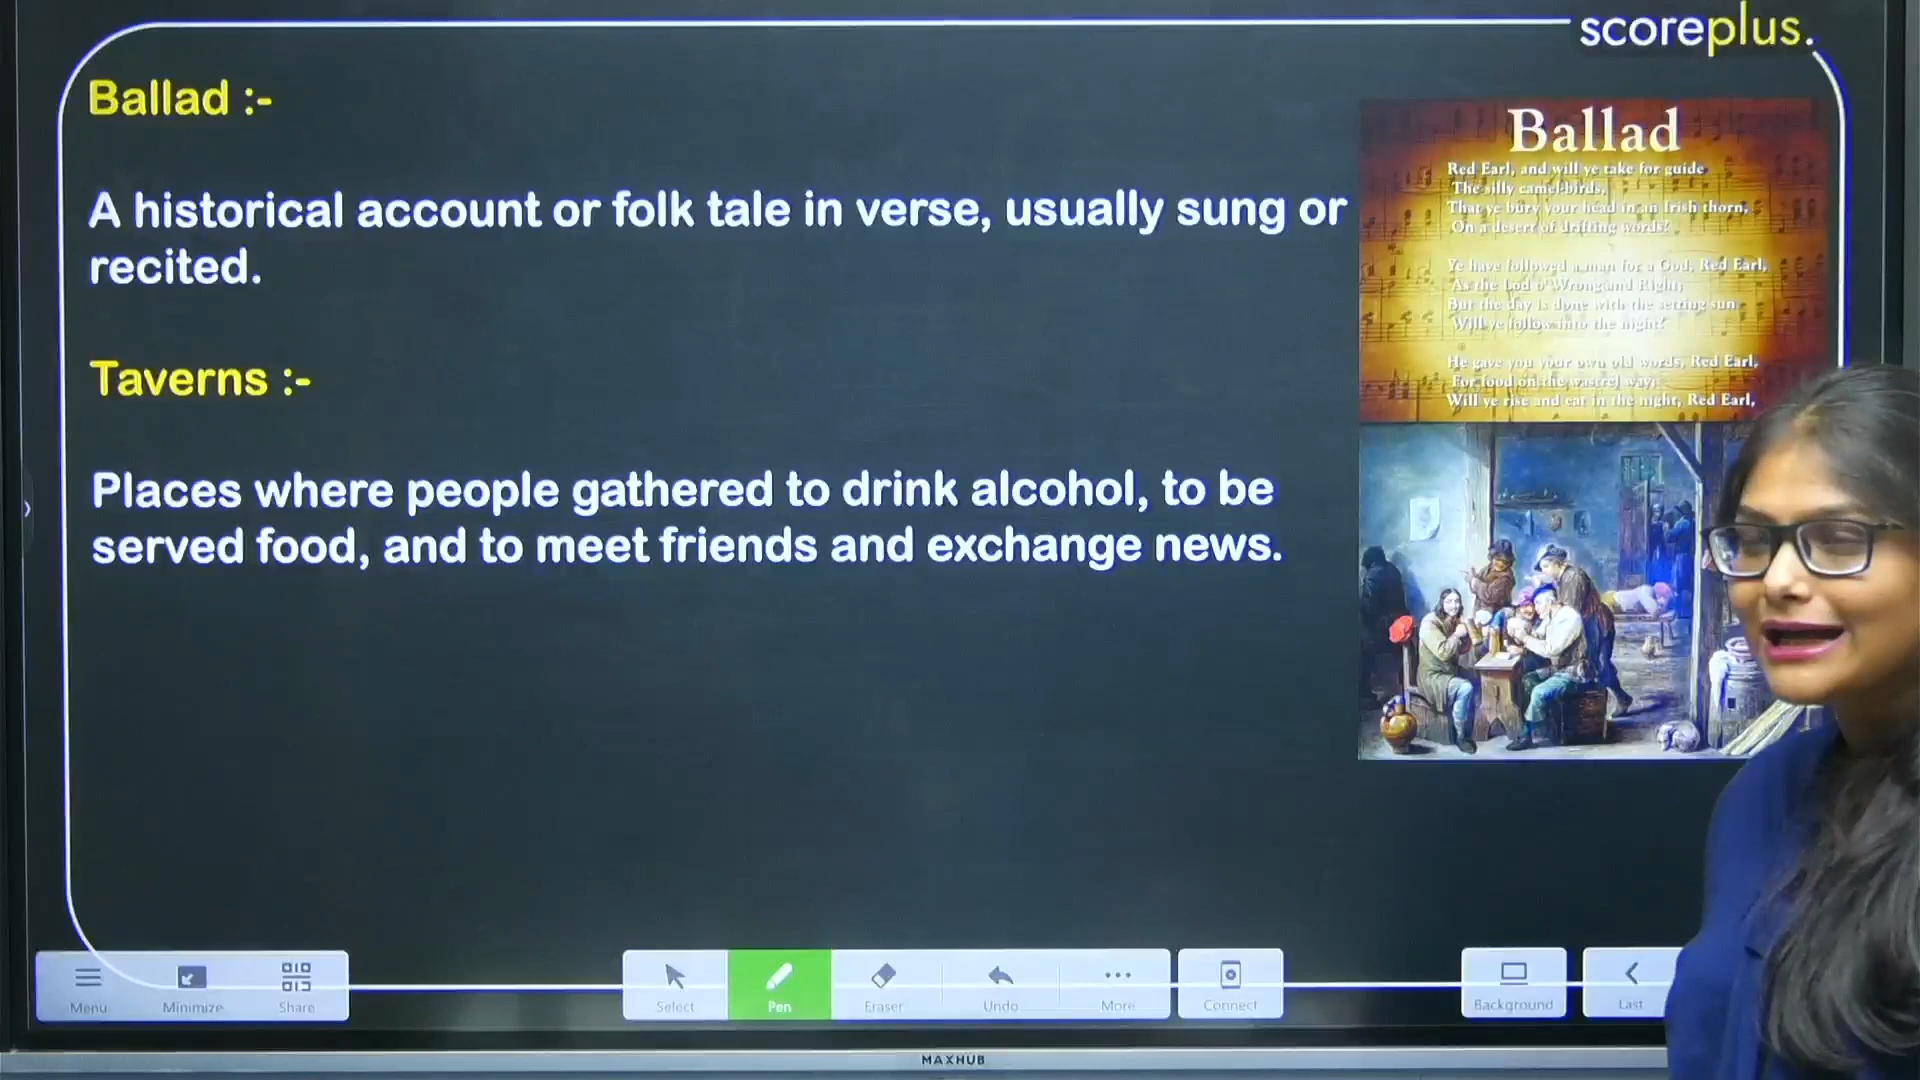 scoreplus.
Ballad :-
A historical account or folk tale in verse, usually sung or
recited.
Taverns :-
Places where people gathered to drink alcohol, to be
served food, and to meet friends and exchange news.
Ballad
Red Earl, and will ye take for guide
The silly camel-birds,
That ye bury your head in an Irish thorn,
On a desert of drifting words?
Ye have followed a man for a God, Red Earl,
As the Lod o' Wrong and Right;
But the day is done with the setting sun
Will ye follow into the night?
He gave you your own old words, Red Earl,
For food on the wastrel way;
Will ye rise and eat in the night, Red Earl,
Menu
Minimize
Share
Select
Pen
Eraser
Undo
More
Connect
Background
Last
MAXHUB